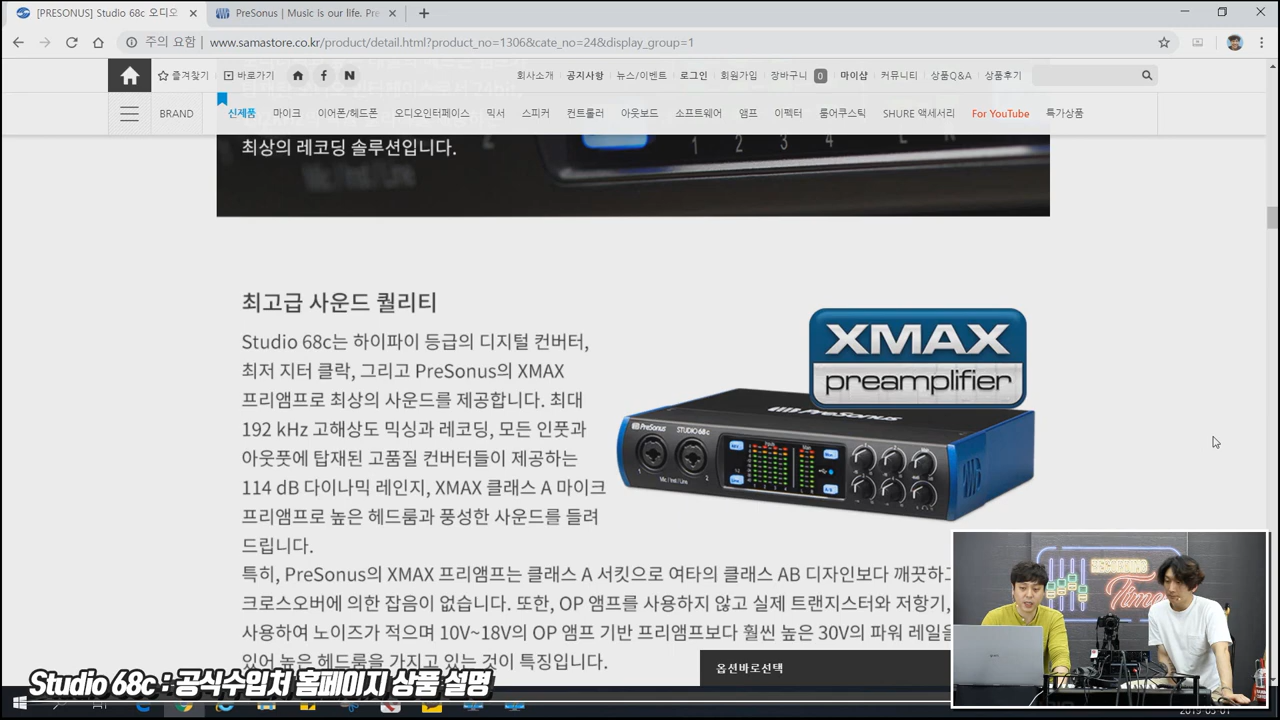 [PRESONUS] Studio 68c 오디오
PreSonus | Music is our life. Pre
주의 요함
www.samastore.co.kr/product/detail.html?product_no=1306&cate_no=24&display_group=1
즐겨찾기 바로가기 회사소개 공지사항 뉴스/이벤트 로그인 회원가입 장바구니 0 마이샵 커뮤니티 상품Q&A 상품후기
BRAND 신제품 마이크 이어폰/헤드폰 오디오인터페이스 믹서 스피커 컨트롤러 아웃보드 소프트웨어 앰프 이펙터 룸어쿠스틱 SHURE 액세서리 For YouTube 특가상품
최상의 레코딩 솔루션입니다.
1 2 3 4
최고급 사운드 퀄리티
Studio 68c는 하이파이 등급의 디지털 컨버터,
최저 지터 클락, 그리고 PreSonus의 XMAX
프리앰프로 최상의 사운드를 제공합니다. 최대
192 kHz 고해상도 믹싱과 레코딩, 모든 인풋과
아웃풋에 탑재된 고품질 컨버터들이 제공하는
114 dB 다이나믹 레인지, XMAX 클래스 A 마이크
프리앰프로 높은 헤드룸과 풍성한 사운드를 들려
드립니다.
XMAX
preamplifier
PreSonus
PreSonus STUDIO 68c
특히, PreSonus의 XMAX 프리앰프는 클래스 A 서킷으로 여타의 클래스 AB 디자인보다 깨끗하고
크로스오버에 의한 잡음이 없습니다. 또한, OP 앰프를 사용하지 않고 실제 트랜지스터와 저항기,
사용하여 노이즈가 적으며 10V~18V의 OP 앰프 기반 프리앰프보다 훨씬 높은 30V의 파워 레일을
있어 높은 헤드룸을 가지고 있는 것이 특징입니다.
옵션바로선택
RECORDING
Time
Studio 68c : 공식수입처 홈페이지 상품 설명